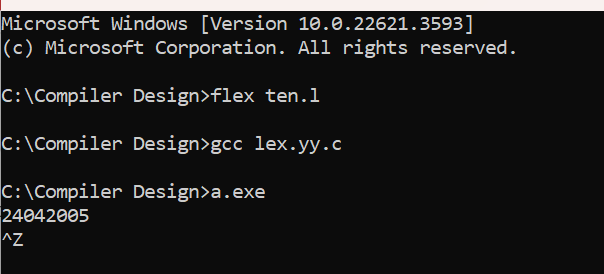 Microsoft Windows [Version 10.0.22621.3593]
(c) Microsoft Corporation. All rights reserved.
C:\Compiler Design>flex ten.l
C:\Compiler Design>gcc lex.yy.c
C:\Compiler Design>a.exe
24042005
^Z